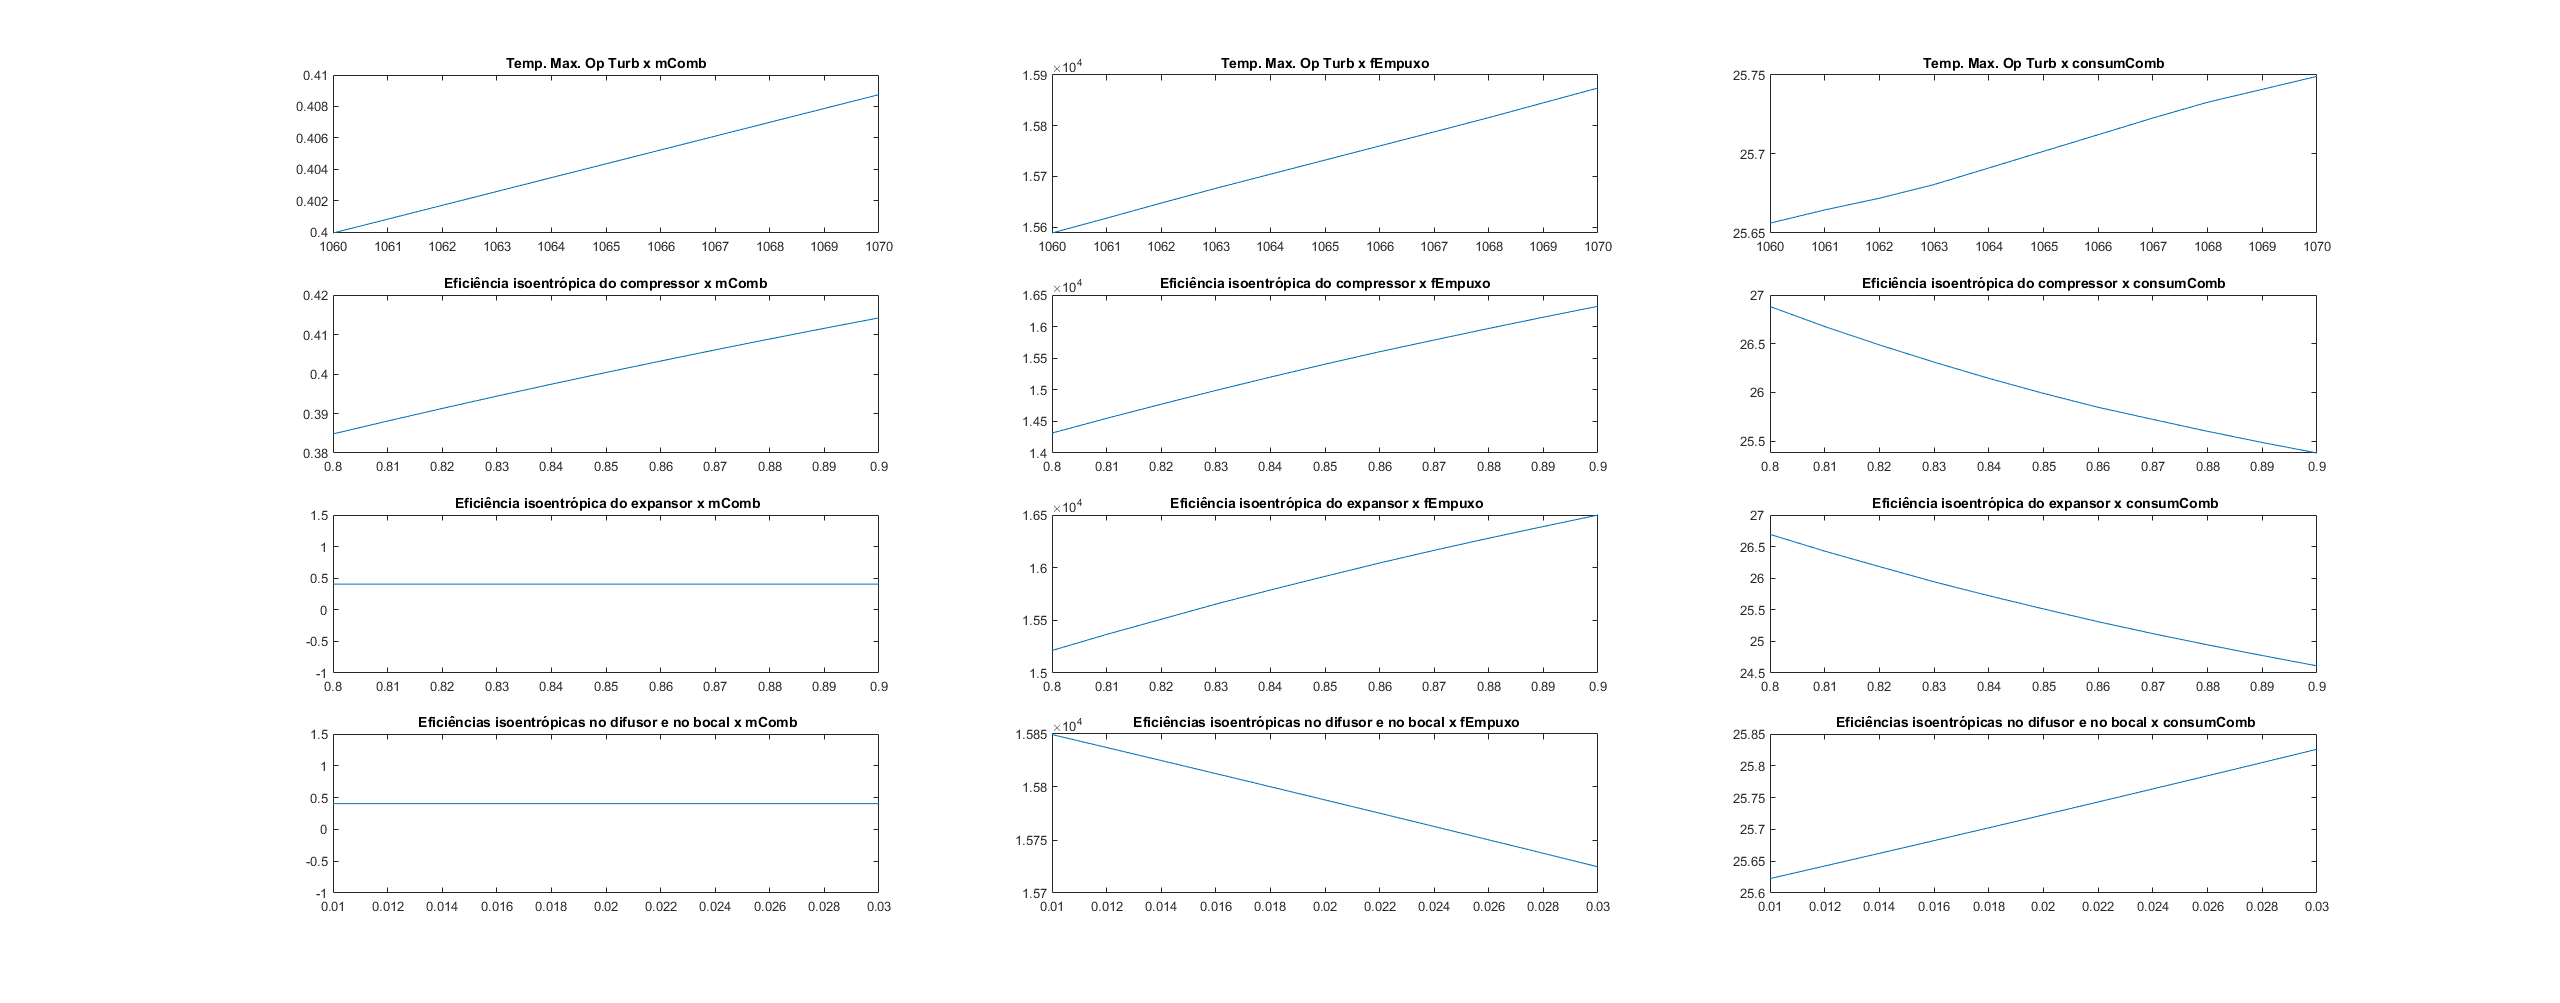 Temp. Max. Op Turb x mComb
0.41
0.408
0.406
0.404
0.402
0.4
1060 1061 1062 1063 1064 1065 1066 1067 1068 1069 1070
Temp. Max. Op Turb x fEmpuxo
×10⁴
1.59
1.58
1.57
1.56
1060 1061 1062 1063 1064 1065 1066 1067 1068 1069 1070
Temp. Max. Op Turb x consumComb
25.75
25.7
25.65
1060 1061 1062 1063 1064 1065 1066 1067 1068 1069 1070
Eficiência isoentrópica do compressor x mComb
0.42
0.41
0.4
0.39
0.38
0.8 0.81 0.82 0.83 0.84 0.85 0.86 0.87 0.88 0.89 0.9
Eficiência isoentrópica do compressor x fEmpuxo
×10⁴
1.65
1.6
1.55
1.5
1.45
1.4
0.8 0.81 0.82 0.83 0.84 0.85 0.86 0.87 0.88 0.89 0.9
Eficiência isoentrópica do compressor x consumComb
27
26.5
26
25.5
0.8 0.81 0.82 0.83 0.84 0.85 0.86 0.87 0.88 0.89 0.9
Eficiência isoentrópica do expansor x mComb
1.5
1
0.5
0
-0.5
-1
0.8 0.81 0.82 0.83 0.84 0.85 0.86 0.87 0.88 0.89 0.9
Eficiência isoentrópica do expansor x fEmpuxo
×10⁴
1.65
1.6
1.55
1.5
0.8 0.81 0.82 0.83 0.84 0.85 0.86 0.87 0.88 0.89 0.9
Eficiência isoentrópica do expansor x consumComb
27
26.5
26
25.5
25
24.5
0.8 0.81 0.82 0.83 0.84 0.85 0.86 0.87 0.88 0.89 0.9
Eficiências isoentrópicas no difusor e no bocal x mComb
1.5
1
0.5
0
-0.5
-1
0.01 0.012 0.014 0.016 0.018 0.02 0.022 0.024 0.026 0.028 0.03
Eficiências isoentrópicas no difusor e no bocal x fEmpuxo
×10⁴
1.585
1.58
1.575
1.57
0.01 0.012 0.014 0.016 0.018 0.02 0.022 0.024 0.026 0.028 0.03
Eficiências isoentrópicas no difusor e no bocal x consumComb
25.85
25.8
25.75
25.7
25.65
25.6
0.01 0.012 0.014 0.016 0.018 0.02 0.022 0.024 0.026 0.028 0.03